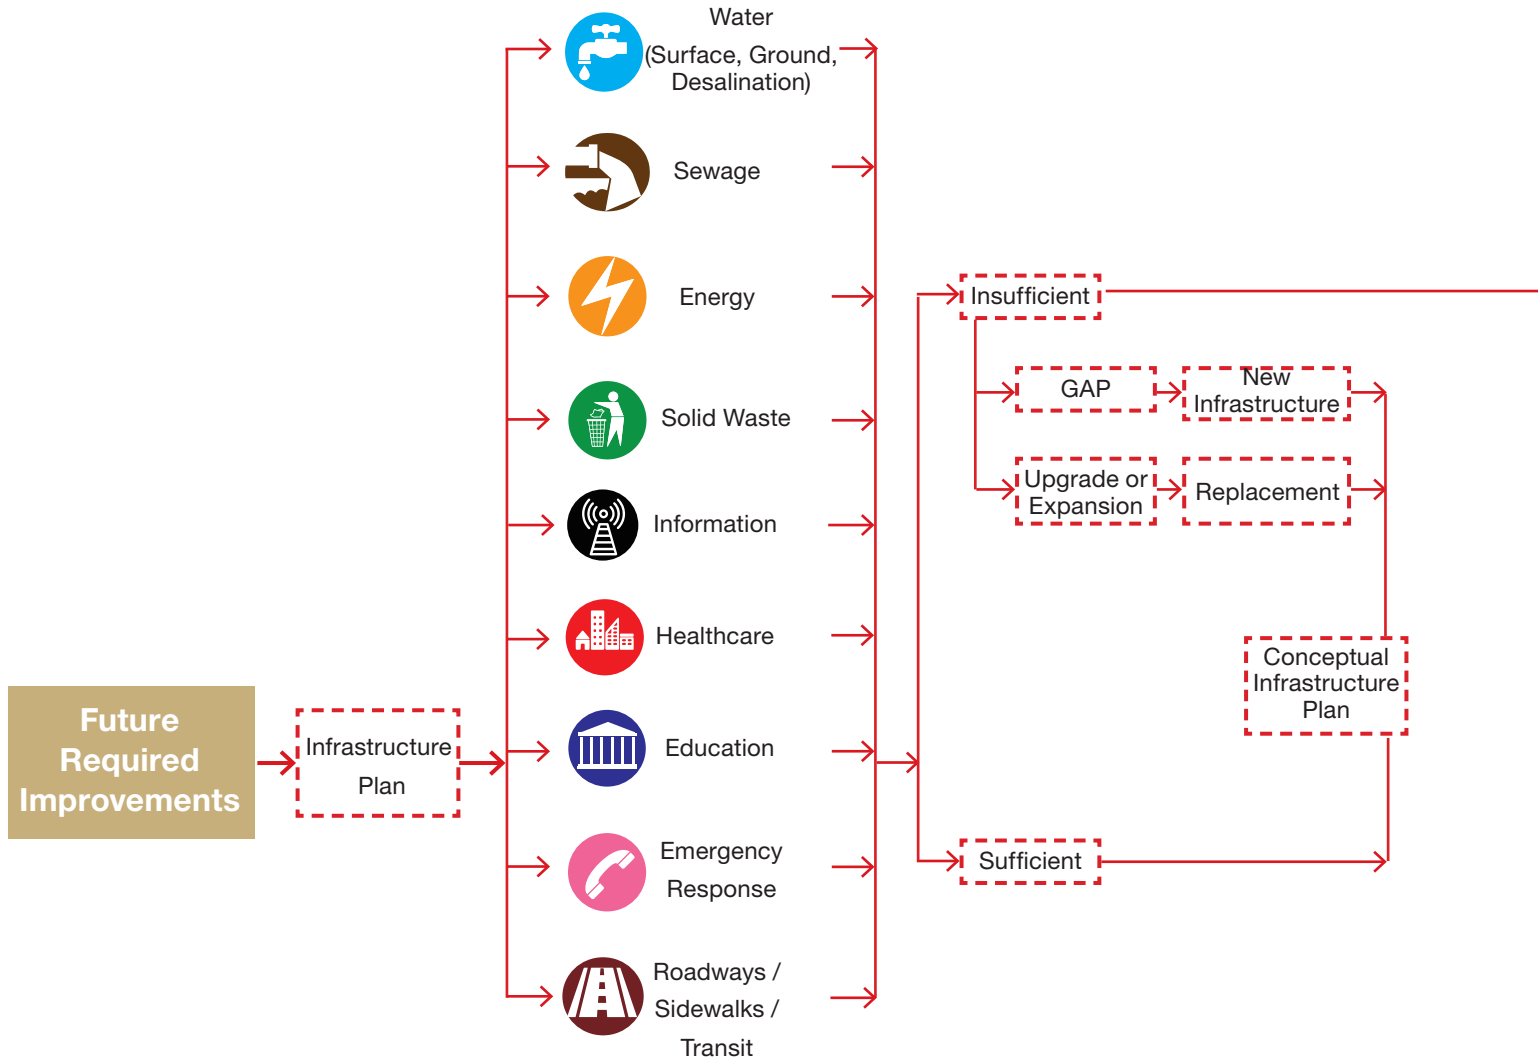 Future
Required
Improvements
Infrastructure
Plan
Water
(Surface, Ground,
Desalination)
Sewage
Energy
Solid Waste
Information
Healthcare
Education
Emergency
Response
Roadways /
Sidewalks /
Transit
Insufficient
GAP
New
Infrastructure
Upgrade or
Expansion
Replacement
Conceptual
Infrastructure
Plan
Sufficient